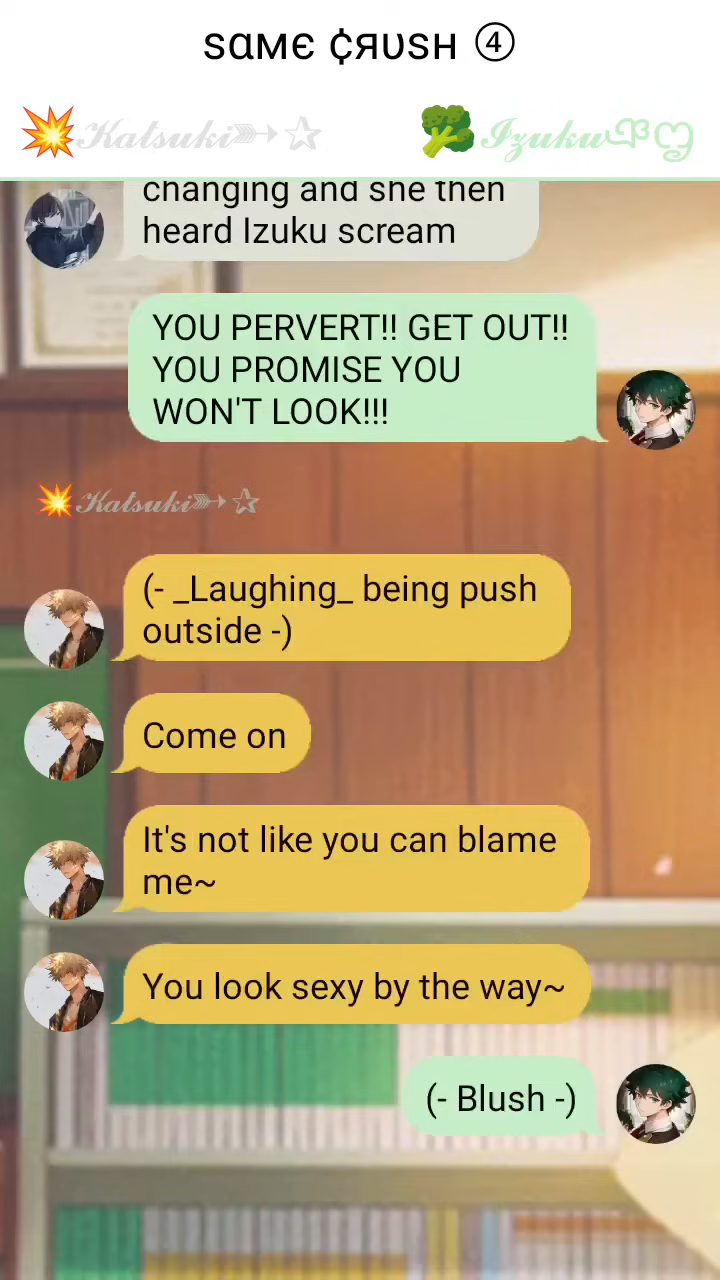 ѕαмє ¢яυѕн ④
💥𝒦𝒶𝓉𝓈𝓊𝓀𝒾➳☆
🥦𝓘𝔃𝓾𝓴𝓾ঞღ
changing and she then
heard Izuku scream
YOU PERVERT!! GET OUT!!
YOU PROMISE YOU
WON'T LOOK!!!
💥𝒦𝒶𝓉𝓈𝓊𝓀𝒾➳☆
(- _Laughing_ being push
outside -)
Come on
It's not like you can blame
me~
You look sexy by the way~
(- Blush -)